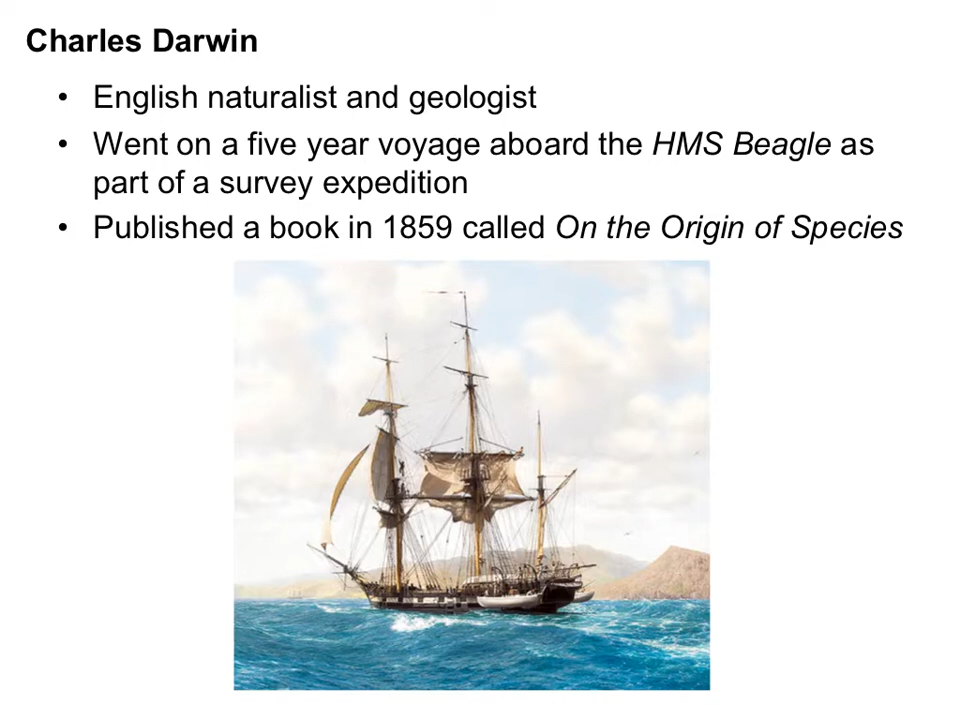 Charles Darwin
• English naturalist and geologist
• Went on a five year voyage aboard the HMS Beagle as
part of a survey expedition
• Published a book in 1859 called On the Origin of Species